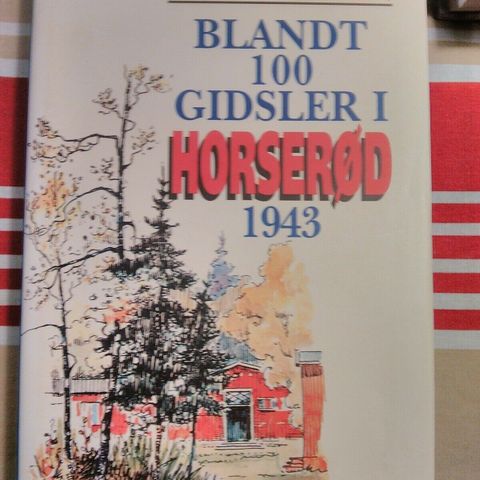 BLANDT
100
GIDSLER I
HORSERØD
1943